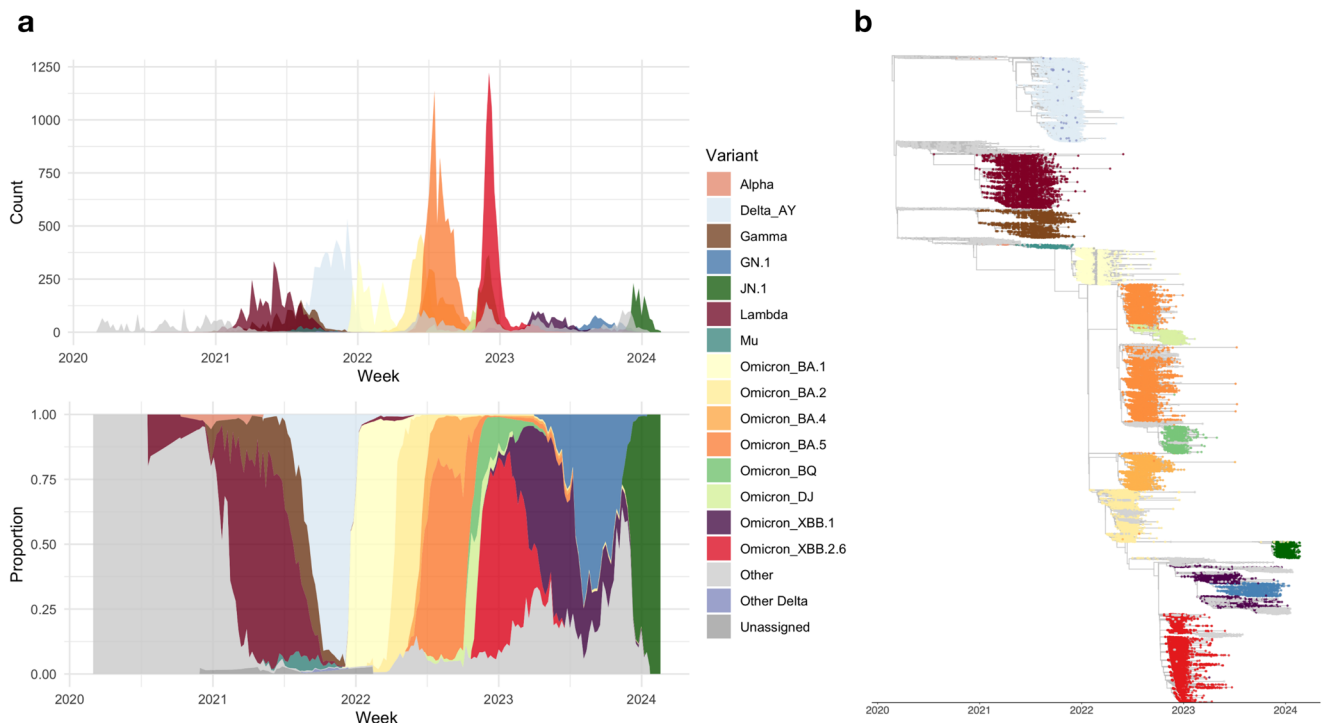 a
b
1250
1000
750
500
250
0
Count
2020 2021 2022 2023 2024
Week
1.00
0.75
0.50
0.25
0.00
Proportion
2020 2021 2022 2023 2024
Week
Variant
Alpha
Delta_AY
Gamma
GN.1
JN.1
Lambda
Mu
Omicron_BA.1
Omicron_BA.2
Omicron_BA.4
Omicron_BA.5
Omicron_BQ
Omicron_DJ
Omicron_XBB.1
Omicron_XBB.2.6
Other
Other Delta
Unassigned
2020 2021 2022 2023 2024